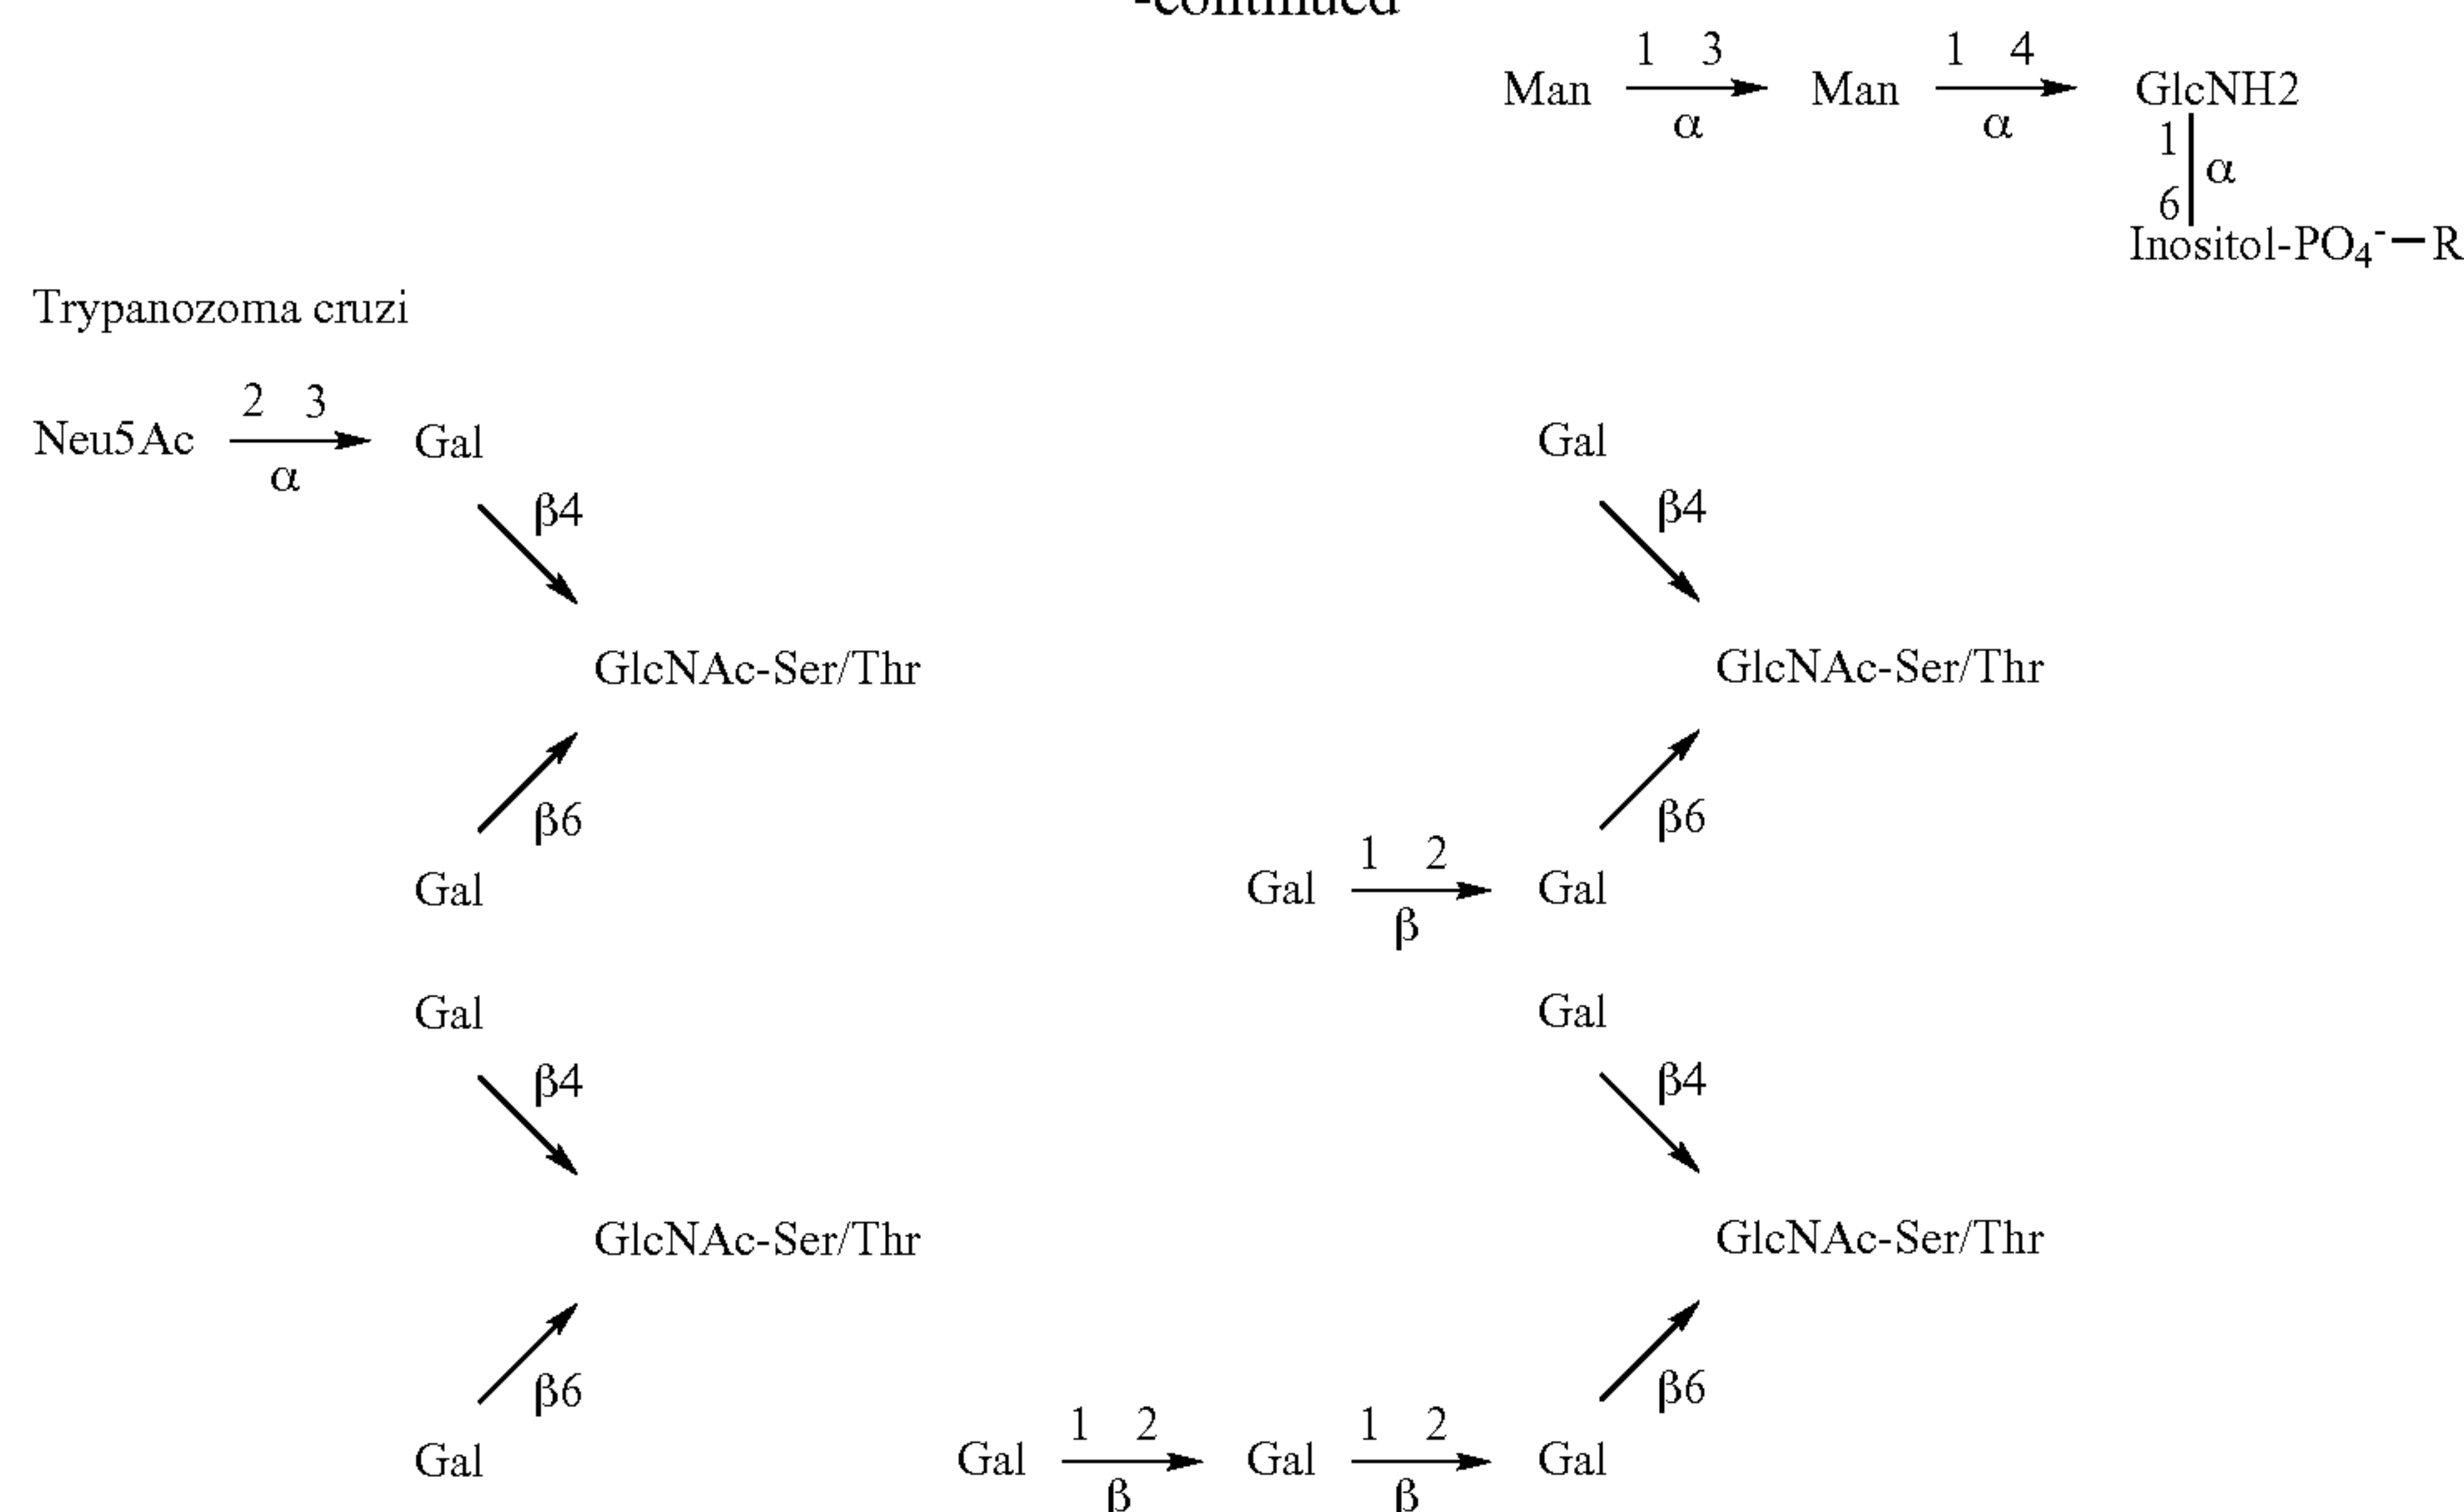 -continued
1 3 1 4
Man Man GlcNH2
α α
1
α
6
Inositol-PO4- — R
Trypanozoma cruzi
2 3
Neu5Ac Gal Gal
α
β4 β4
GlcNAc-Ser/Thr GlcNAc-Ser/Thr
β6 β6
1 2
Gal Gal Gal
β
Gal Gal
β4 β4
GlcNAc-Ser/Thr GlcNAc-Ser/Thr
β6 β6
1 2 1 2
Gal Gal Gal Gal
β β